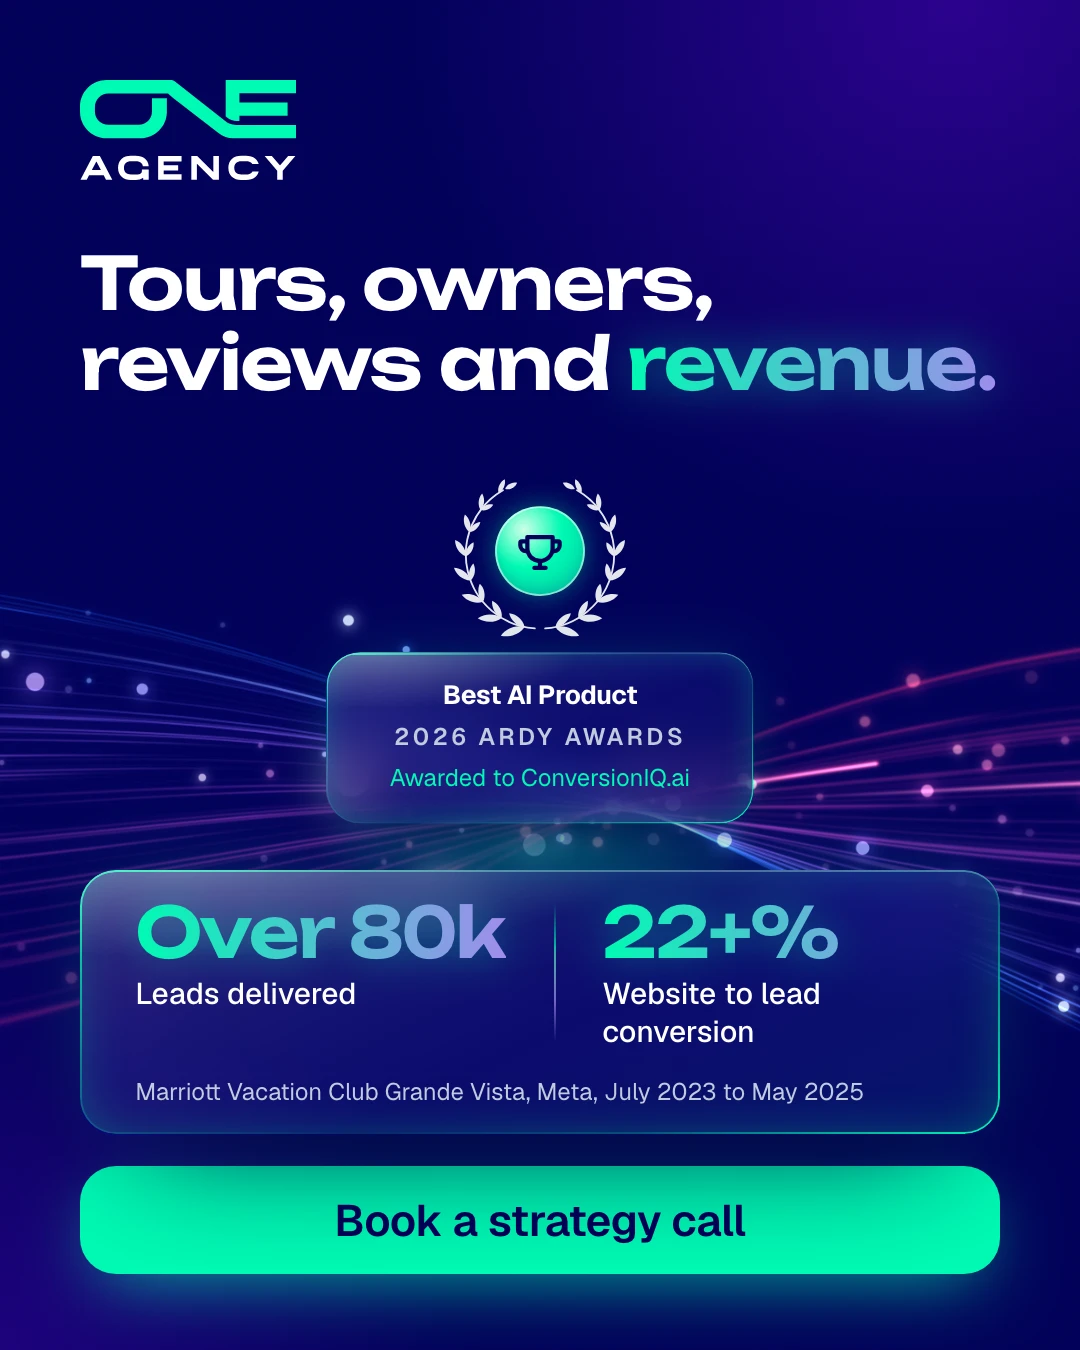 ONE
AGENCY
Tours, owners,
reviews and revenue.
Best AI Product
2026 ARDY AWARDS
Awarded to ConversionIQ.ai
Over 80k
Leads delivered
22+%
Website to lead
conversion
Marriott Vacation Club Grande Vista, Meta, July 2023 to May 2025
Book a strategy call